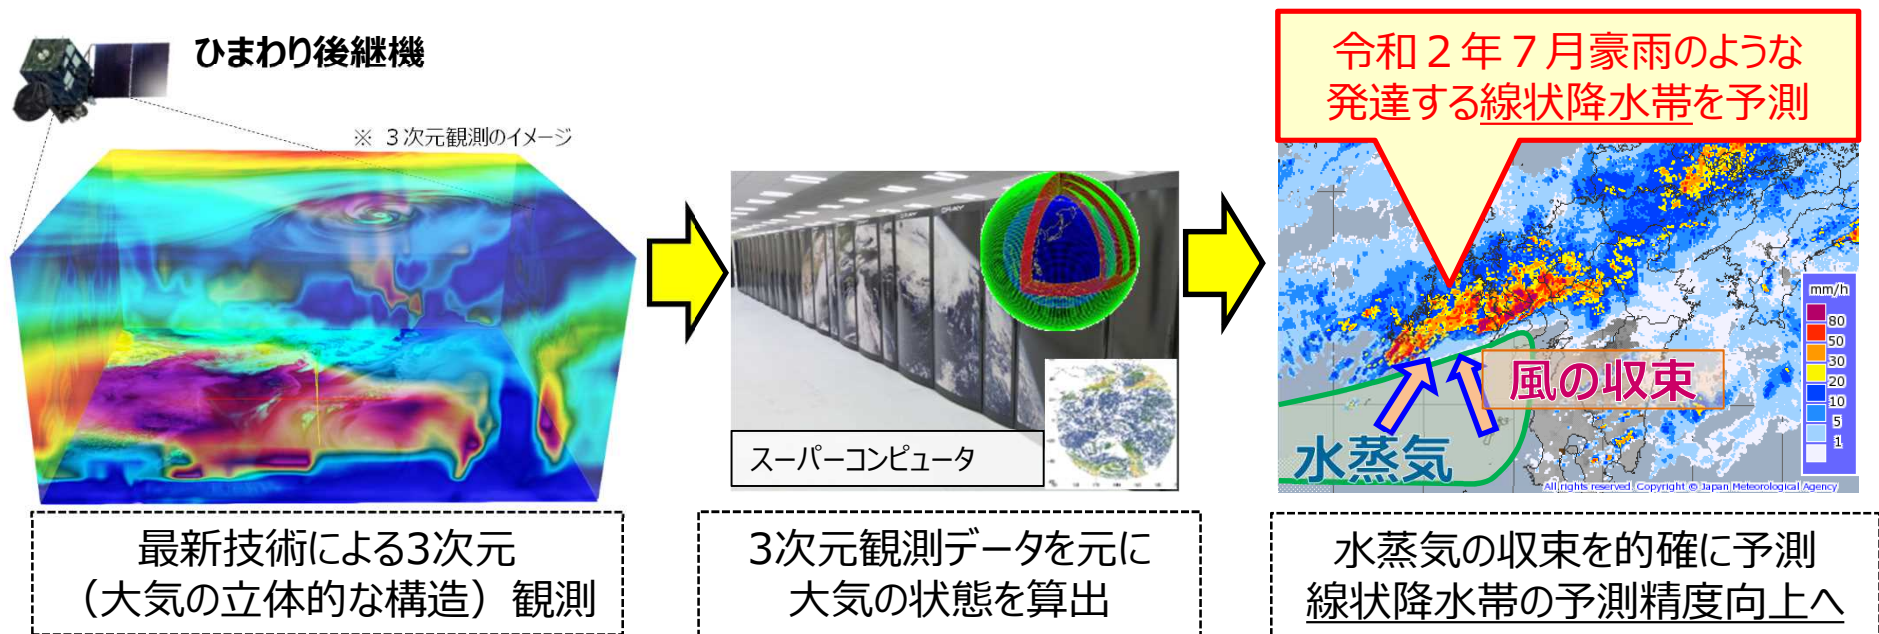 ひまわり後継機
※ 3次元観測のイメージ
最新技術による3次元
（大気の立体的な構造）観測
CRAY
スーパーコンピュータ
3次元観測データを元に
大気の状態を算出
令和２年７月豪雨のような
発達する線状降水帯を予測
mm/h
80
50
30
20
10
5
1
風の収束
水蒸気
All rights reserved. Copyright © Japan Meteorological Agency
水蒸気の収束を的確に予測
線状降水帯の予測精度向上へ